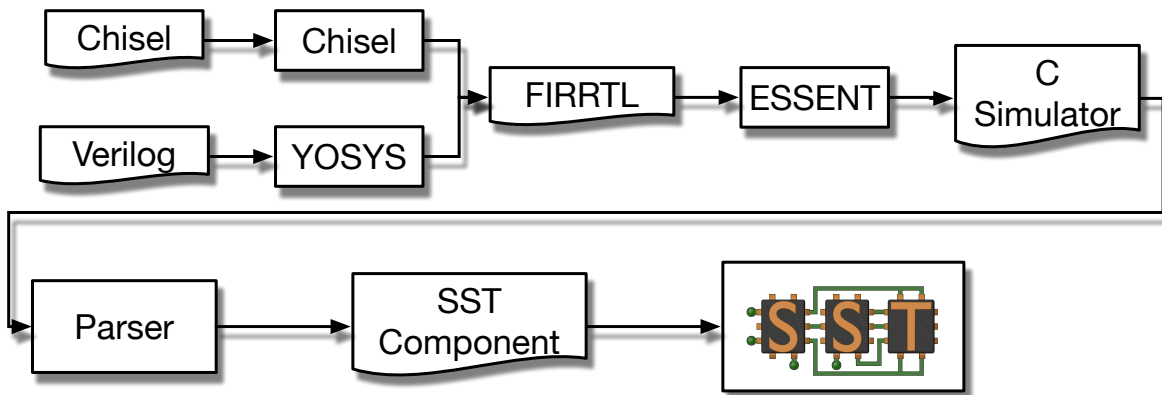 Chisel
Chisel
Verilog
YOSYS
FIRRTL
ESSENT
C
Simulator
Parser
SST
Component
SST